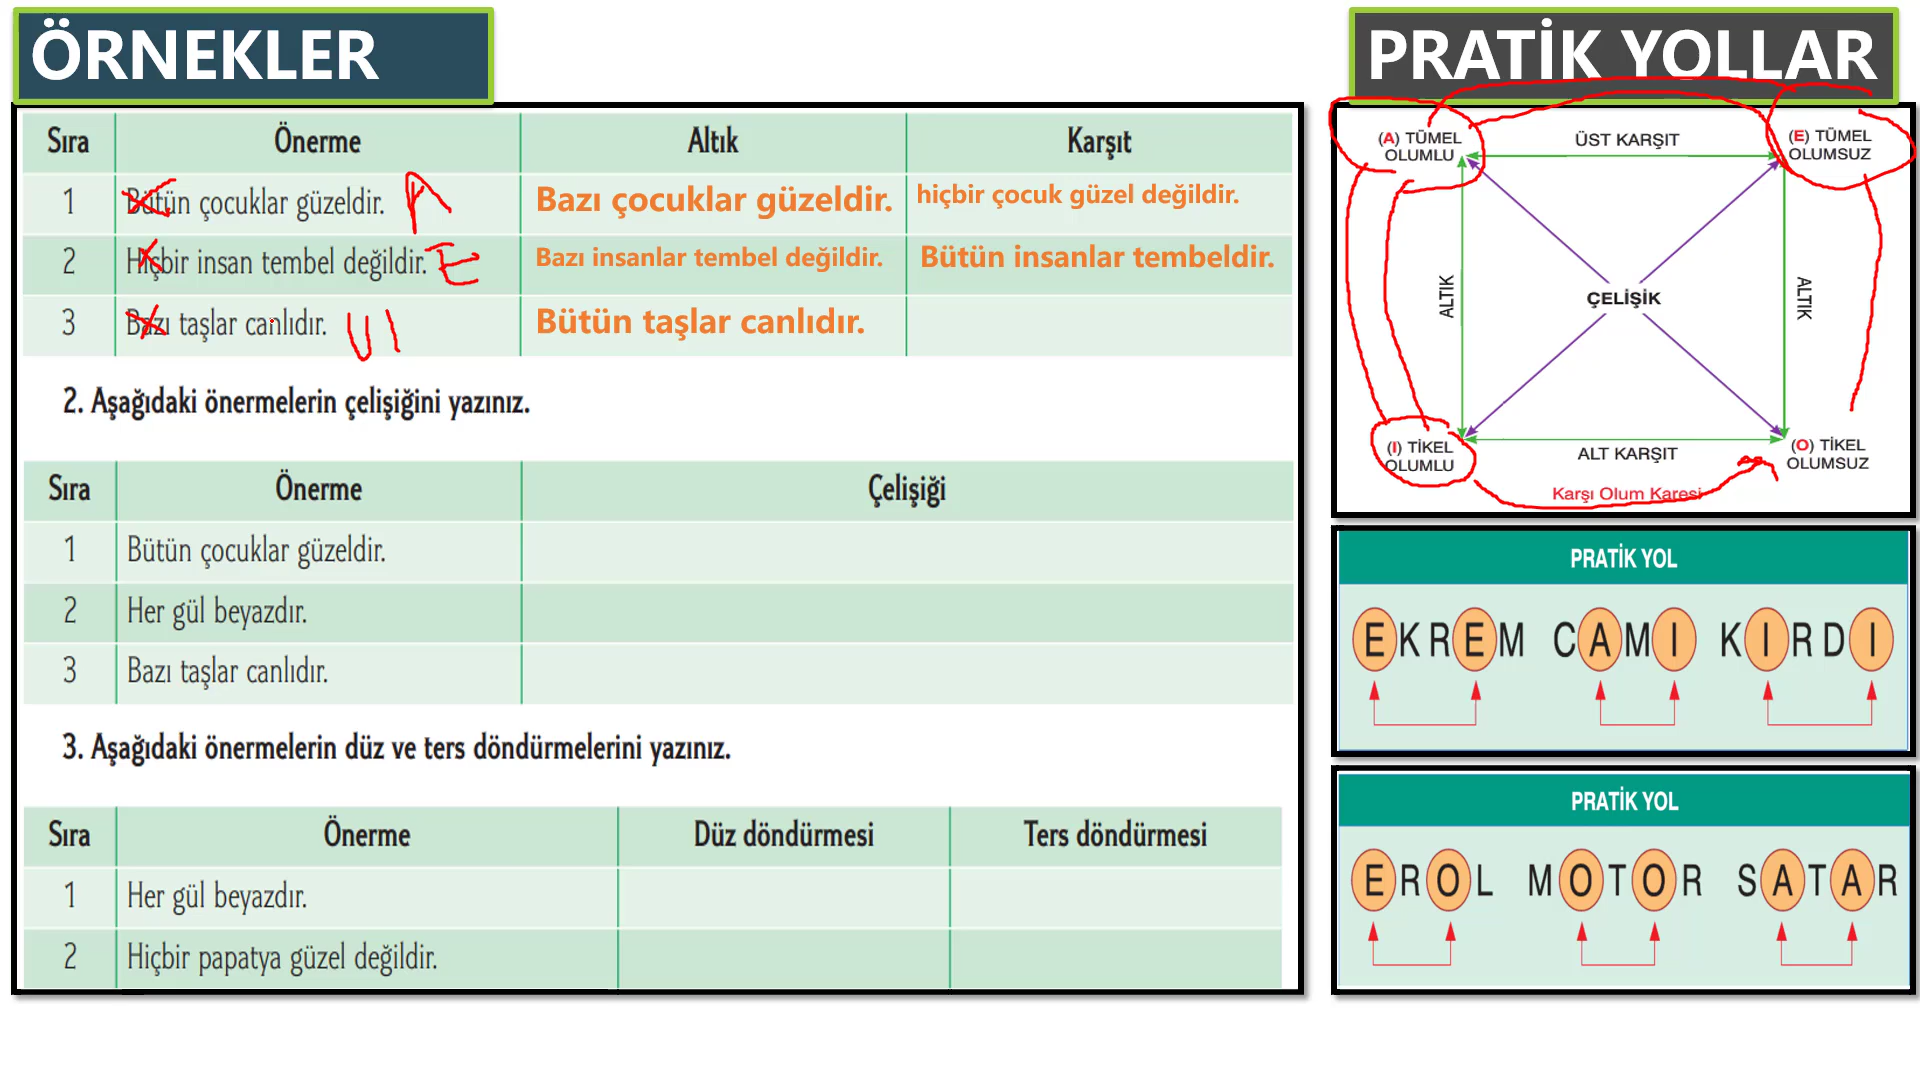 ÖRNEKLER
Sıra Önerme Altık Karşıt
1 Bütün çocuklar güzeldir. A Bazı çocuklar güzeldir. hiçbir çocuk güzel değildir.
2 Hiçbir insan tembel değildir. E Bazı insanlar tembel değildir. Bütün insanlar tembeldir.
3 Bazı taşlar canlıdır. Bütün taşlar canlıdır.
2. Aşağıdaki önermelerin çelişiğini yazınız.
Sıra Önerme Çelişiği
1 Bütün çocuklar güzeldir.
2 Her gül beyazdır.
3 Bazı taşlar canlıdır.
3. Aşağıdaki önermelerin düz ve ters döndürmelerini yazınız.
Sıra Önerme Düz döndürmesi Ters döndürmesi
1 Her gül beyazdır.
2 Hiçbir papatya güzel değildir.
PRATİK YOLLAR
(A) TÜMEL
OLUMLU
ÜST KARŞIT
(E) TÜMEL
OLUMSUZ
ALTIK
ÇELİŞİK
ALTIK
(I) TİKEL
OLUMLU
ALT KARŞIT
(O) TİKEL
OLUMSUZ
Karşı Olum Karesi
PRATİK YOL
EKREM CAMI KIRDI
PRATİK YOL
EROL MOTOR SATAR